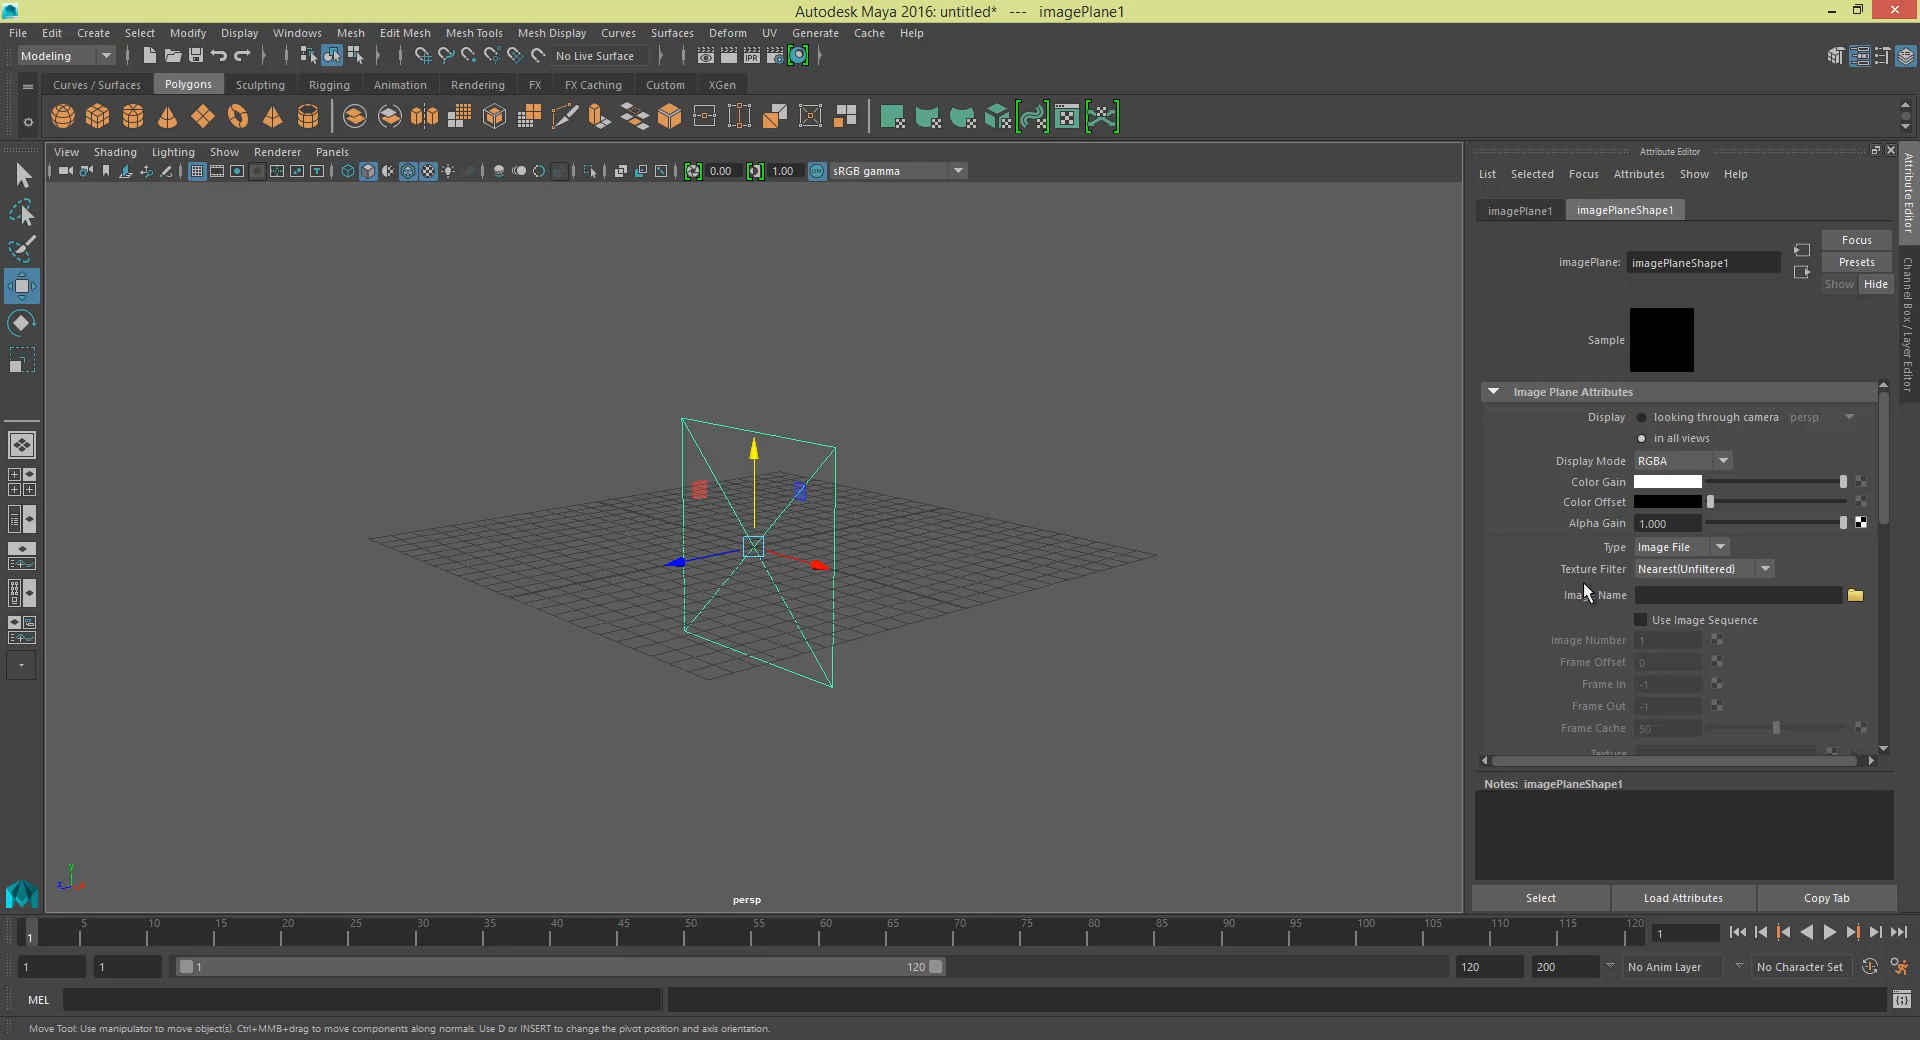 Autodesk Maya 2016: untitled* --- imagePlane1
File Edit Create Select Modify Display Windows Mesh Edit Mesh Mesh Tools Mesh Display Curves Surfaces Deform UV Generate Cache Help
Modeling No Live Surface
Curves / Surfaces Polygons Sculpting Rigging Animation Rendering FX FX Caching Custom XGen
View Shading Lighting Show Renderer Panels
0.00 1.00 sRGB gamma
persp
Attribute Editor
List Selected Focus Attributes Show Help
imagePlane1 imagePlaneShape1
Focus
imagePlane: imagePlaneShape1 Presets
Show Hide
Sample
Image Plane Attributes
Display looking through camera persp
in all views
Display Mode RGBA
Color Gain
Color Offset
Alpha Gain 1.000
Type Image File
Texture Filter Nearest(Unfiltered)
Name
Use Image Sequence
Image Number 1
Frame Offset 0
Frame In -1
Frame Out -1
Frame Cache 50
Texture
Notes: imagePlaneShape1
Select Load Attributes Copy Tab
Attribute Editor
Channel Box / Layer Editor
y
z
1 5 10 15 20 25 30 35 40 45 50 55 60 65 70 75 80 85 90 95 100 105 110 115 120 1
1 1 1 120 120 200 No Anim Layer No Character Set
MEL
Move Tool: Use manipulator to move object(s). Ctrl+MMB+drag to move components along normals. Use D or INSERT to change the pivot position and axis orientation.